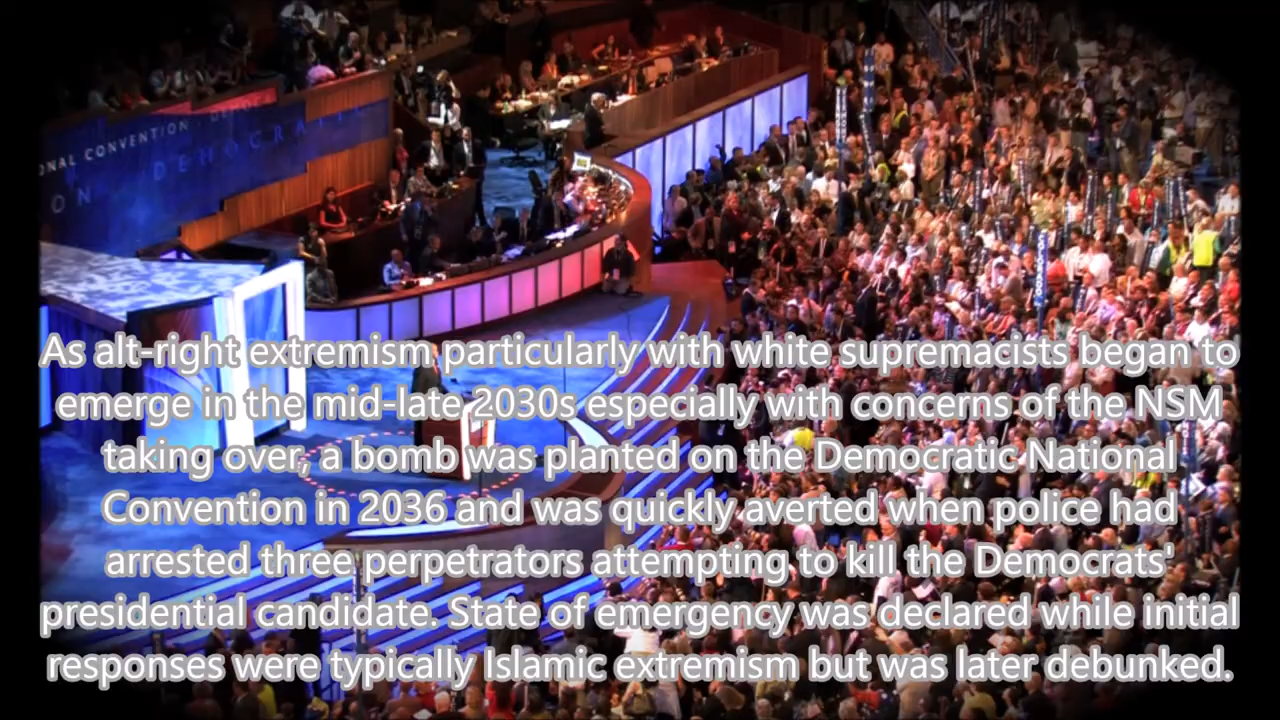 ONAL CONVENTION
DEMOCRATIC
ON
As alt-right extremism particularly with white supremacists began to
emerge in the mid-late 2030s especially with concerns of the NSM
taking over, a bomb was planted on the Democratic National
Convention in 2036 and was quickly averted when police had
arrested three perpetrators attempting to kill the Democrats'
presidential candidate. State of emergency was declared while initial
responses were typically Islamic extremism but was later debunked.